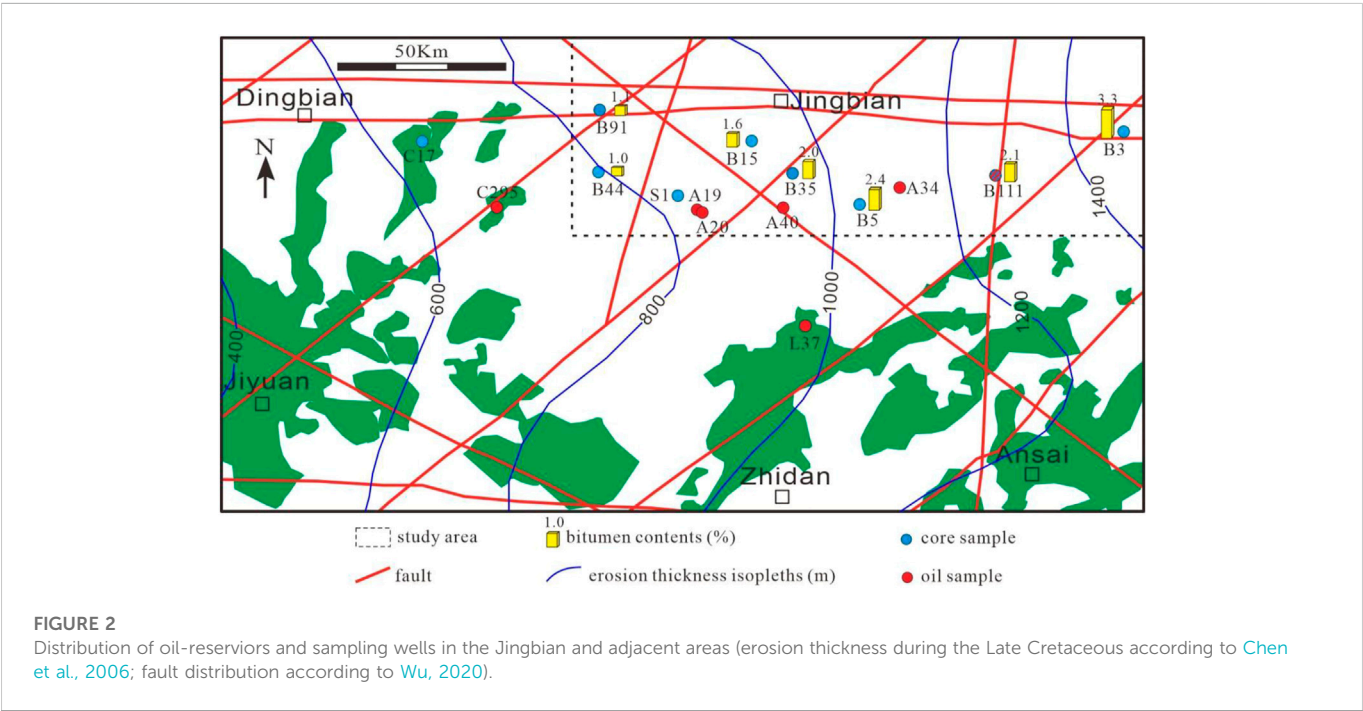 50Km
Dingbian
Jingbian
N
1.1
B91
C17
1.6
B15
2.0
B35
3.3
B3
1.0
B44
S1
A19
A20
C295
A40
2.4
B5
A34
2.1
B111
1400
600
800
1000
1200
400
L37
Jiyuan
Zhidan
Ansai
study area
1.0
bitumen contents (%)
core sample
fault
erosion thickness isopleths (m)
oil sample
FIGURE 2
Distribution of oil-reserviors and sampling wells in the Jingbian and adjacent areas (erosion thickness during the Late Cretaceous according to Chen
et al., 2006; fault distribution according to Wu, 2020).